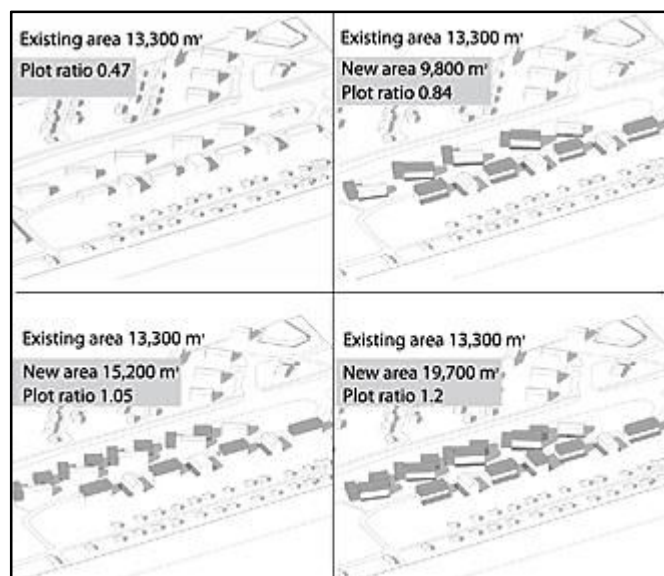 Existing area 13,300 m²
Plot ratio 0.47
Existing area 13,300 m²
New area 9,800 m²
Plot ratio 0.84
Existing area 13,300 m²
New area 15,200 m²
Plot ratio 1.05
Existing area 13,300 m²
New area 19,700 m²
Plot ratio 1.2